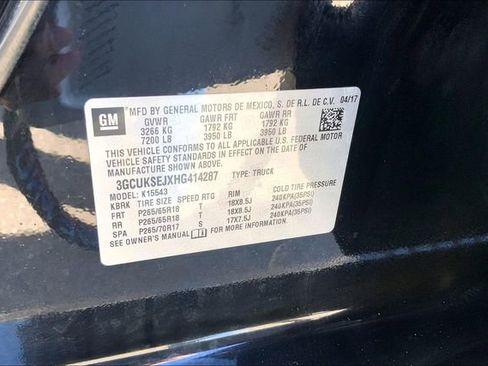 GM
MFD BY GENERAL MOTORS DE MEXICO, S. DE R.L. DE C.V. 04/17
GVWR GAWR FRT GAWR RR
3266 KG 1792 KG 1792 KG
7200 LB 3950 LB 3950 LB
THIS VEHICLE CONFORMS TO ALL APPLICABLE U.S. FEDERAL MOTOR
VEHICLE SAFETY AND THEFT PREVENTION STANDARDS IN EFFECT ON THE DATE OF
MANUFACTURE SHOWN ABOVE.
3GCUKSEJXHG414287 TYPE: TRUCK
MODEL: K15543
KBRK TIRE SIZE SPEED RTG RIM COLD TIRE PRESSURE
FRT P265/65R18 T 18X8.5J 240KPA(35PSI)
RR P265/65R18 T 18X8.5J 240KPA(35PSI)
SPA P265/70R17 S 17X7.5J 240KPA(35PSI)
SEE OWNER'S MANUAL FOR MORE INFORMATION.